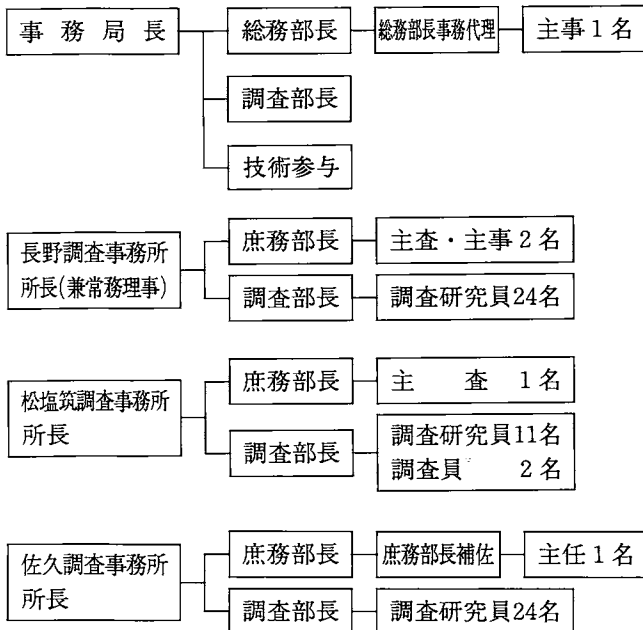 事務局長
総務部長
総務部長事務代理
主事1名
調査部長
技術参与
長野調査事務所
所長(兼常務理事)
庶務部長
主査・主事2名
調査部長
調査研究員24名
松塩筑調査事務所
所長
庶務部長
主査 1名
調査部長
調査研究員11名
調査員 2名
佐久調査事務所
所長
庶務部長
庶務部長補佐
主任1名
調査部長
調査研究員24名